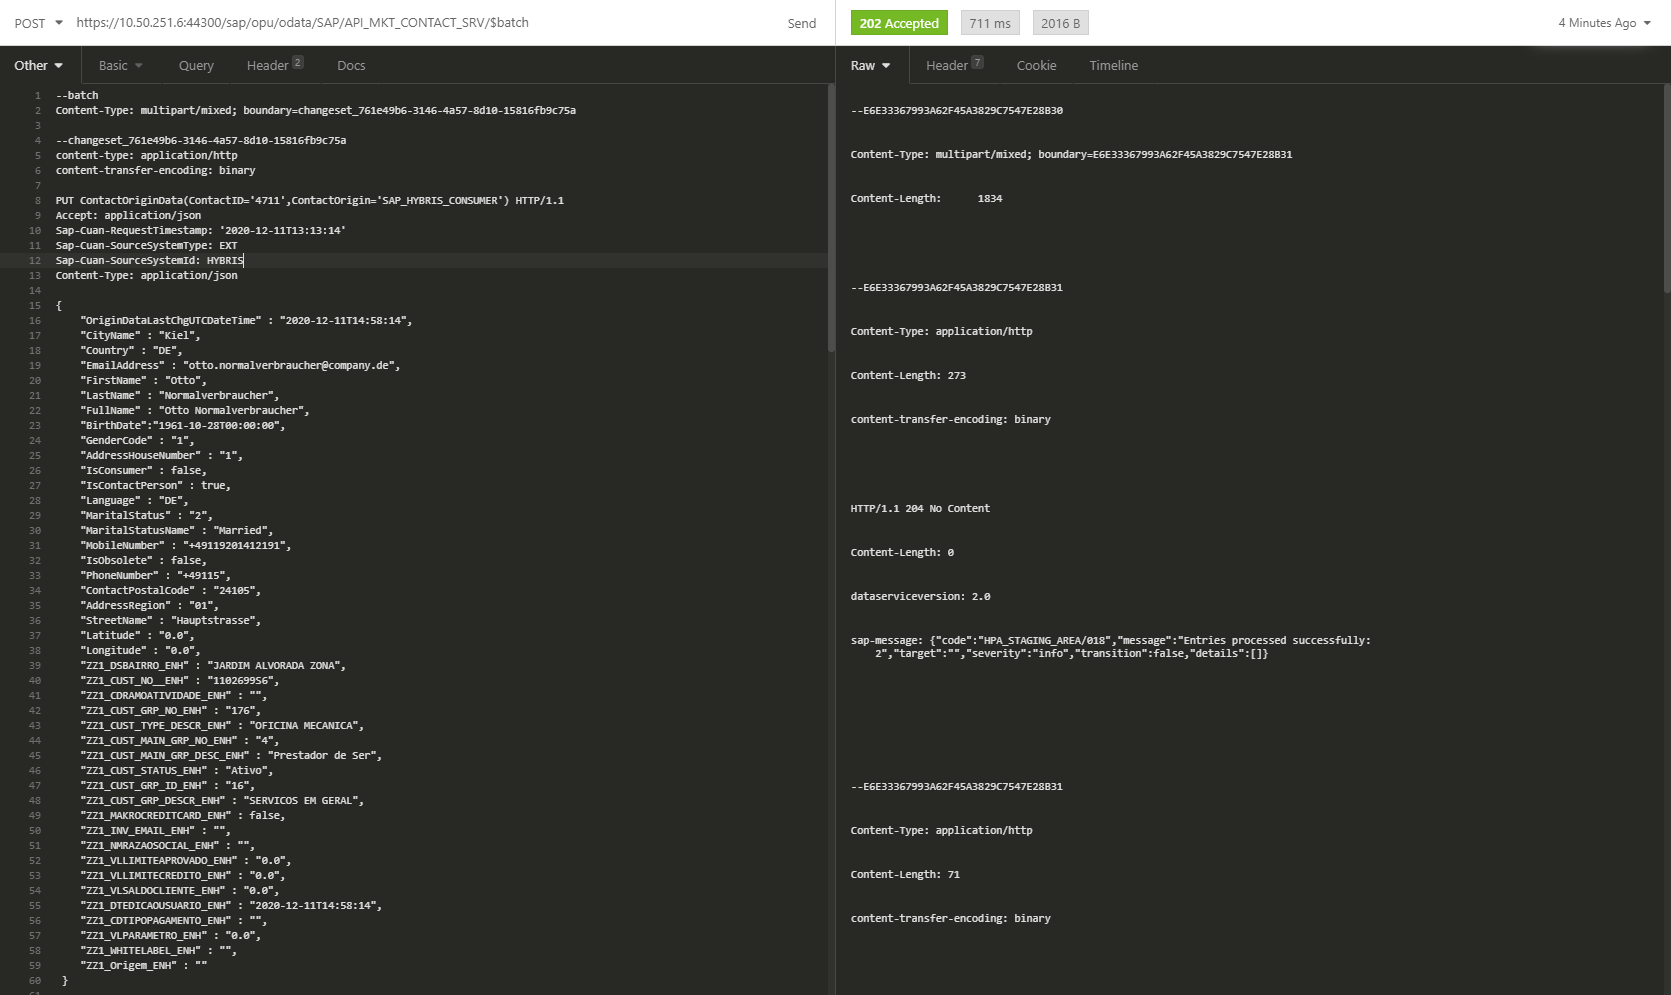 POST https://10.50.251.6:44300/sap/opu/odata/SAP/API_MKT_CONTACT_SRV/$batch Send
Other Basic Query Header 2 Docs
1 --batch
2 Content-Type: multipart/mixed; boundary=changeset_761e49b6-3146-4a57-8d10-15816fb9c75a
3
4 --changeset_761e49b6-3146-4a57-8d10-15816fb9c75a
5 content-type: application/http
6 content-transfer-encoding: binary
7
8 PUT ContactOriginData(ContactID='4711',ContactOrigin='SAP_HYBRIS_CONSUMER') HTTP/1.1
9 Accept: application/json
10 Sap-Cuan-RequestTimestamp: '2020-12-11T13:13:14'
11 Sap-Cuan-SourceSystemType: EXT
12 Sap-Cuan-SourceSystemId: HYBRIS
13 Content-Type: application/json
14
15 {
16 "OriginDataLastChgUTCDateTime" : "2020-12-11T14:58:14",
17 "CityName" : "Kiel",
18 "Country" : "DE",
19 "EmailAddress" : "otto.normalverbraucher@company.de",
20 "FirstName" : "Otto",
21 "LastName" : "Normalverbraucher",
22 "FullName" : "Otto Normalverbraucher",
23 "BirthDate":"1961-10-28T00:00:00",
24 "GenderCode" : "1",
25 "AddressHouseNumber" : "1",
26 "IsConsumer" : false,
27 "IsContactPerson" : true,
28 "Language" : "DE",
29 "MaritalStatus" : "2",
30 "MaritalStatusName" : "Married",
31 "MobileNumber" : "+49119201412191",
32 "IsObsolete" : false,
33 "PhoneNumber" : "+49115",
34 "ContactPostalCode" : "24105",
35 "AddressRegion" : "01",
36 "StreetName" : "Hauptstrasse",
37 "Latitude" : "0.0",
38 "Longitude" : "0.0",
39 "ZZ1_DSBAIRRO_ENH" : "JARDIM ALVORADA ZONA",
40 "ZZ1_CUST_NO__ENH" : "110269956",
41 "ZZ1_CDRAMOATIVIDADE_ENH" : "",
42 "ZZ1_CUST_GRP_NO_ENH" : "176",
43 "ZZ1_CUST_TYPE_DESCR_ENH" : "OFICINA MECANICA",
44 "ZZ1_CUST_MAIN_GRP_NO_ENH" : "4",
45 "ZZ1_CUST_MAIN_GRP_DESC_ENH" : "Prestador de Ser",
46 "ZZ1_CUST_STATUS_ENH" : "Ativo",
47 "ZZ1_CUST_GRP_ID_ENH" : "16",
48 "ZZ1_CUST_GRP_DESCR_ENH" : "SERVICOS EM GERAL",
49 "ZZ1_MAKROCREDITCARD_ENH" : false,
50 "ZZ1_INV_EMAIL_ENH" : "",
51 "ZZ1_NMRAZAOSOCIAL_ENH" : "",
52 "ZZ1_VLLIMITEAPROVADO_ENH" : "0.0",
53 "ZZ1_VLLIMITECREDITO_ENH" : "0.0",
54 "ZZ1_VLSALDOCLIENTE_ENH" : "0.0",
55 "ZZ1_DTEDICAOUSUARIO_ENH" : "2020-12-11T14:58:14",
56 "ZZ1_CDTIPOPAGAMENTO_ENH" : "",
57 "ZZ1_VLPARAMETRO_ENH" : "0.0",
58 "ZZ1_WHITELABEL_ENH" : "",
59 "ZZ1_Origem_ENH" : ""
60 }
202 Accepted 711 ms 2016 B 4 Minutes Ago
Raw Header 7 Cookie Timeline
--E6E33367993A62F45A3829C7547E28B30
Content-Type: multipart/mixed; boundary=E6E33367993A62F45A3829C7547E28B31
Content-Length: 1834
--E6E33367993A62F45A3829C7547E28B31
Content-Type: application/http
Content-Length: 273
content-transfer-encoding: binary
HTTP/1.1 204 No Content
Content-Length: 0
dataserviceversion: 2.0
sap-message: {"code":"HPA_STAGING_AREA/018","message":"Entries processed successfully:
2","target":"","severity":"info","transition":false,"details":[]}
--E6E33367993A62F45A3829C7547E28B31
Content-Type: application/http
Content-Length: 71
content-transfer-encoding: binary